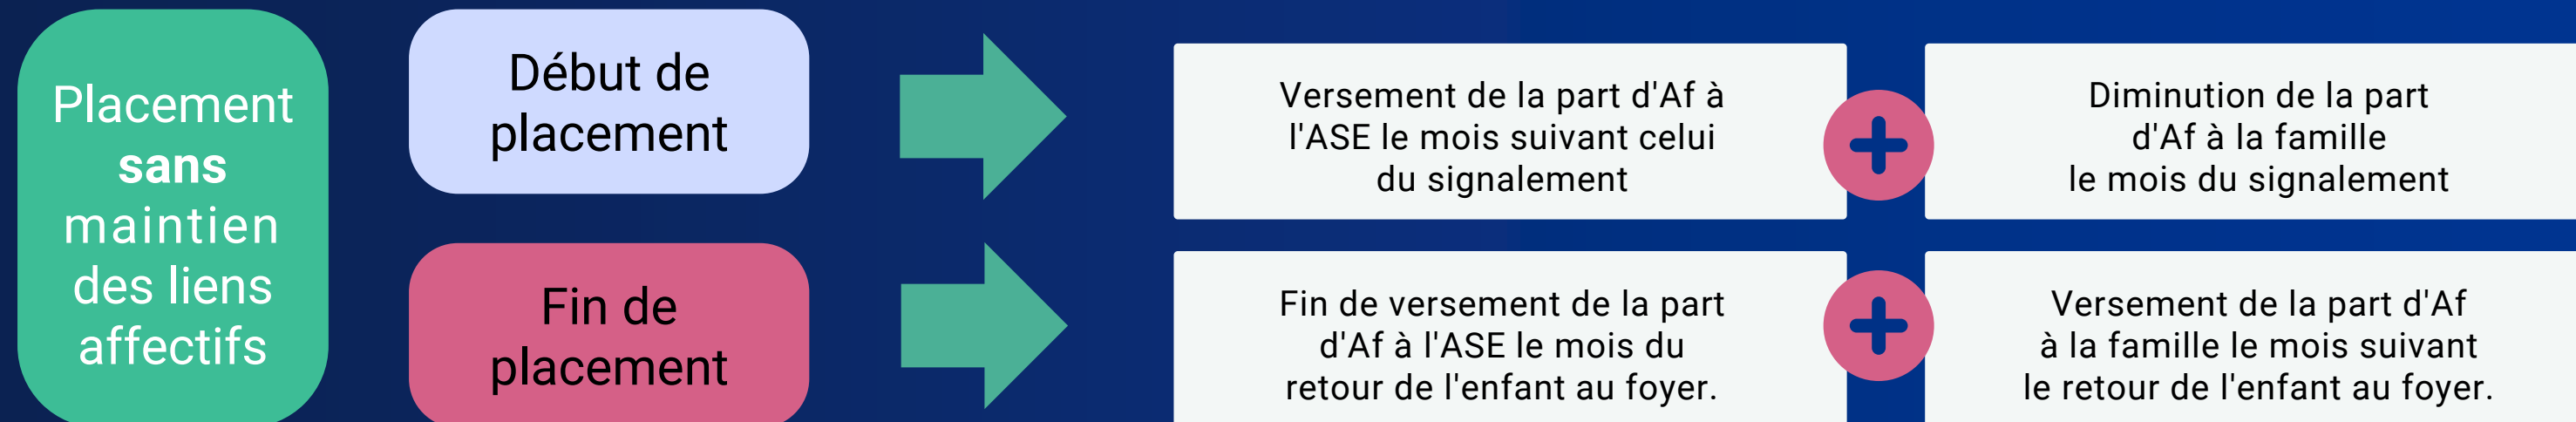 Placement
sans
maintien
des liens
affectifs
Début de
placement
Versement de la part d'Af à
l'ASE le mois suivant celui
du signalement
Diminution de la part
d'Af à la famille
le mois du signalement
Fin de
placement
Fin de versement de la part
d'Af à l'ASE le mois du
retour de l'enfant au foyer.
Versement de la part d'Af
à la famille le mois suivant
le retour de l'enfant au foyer.